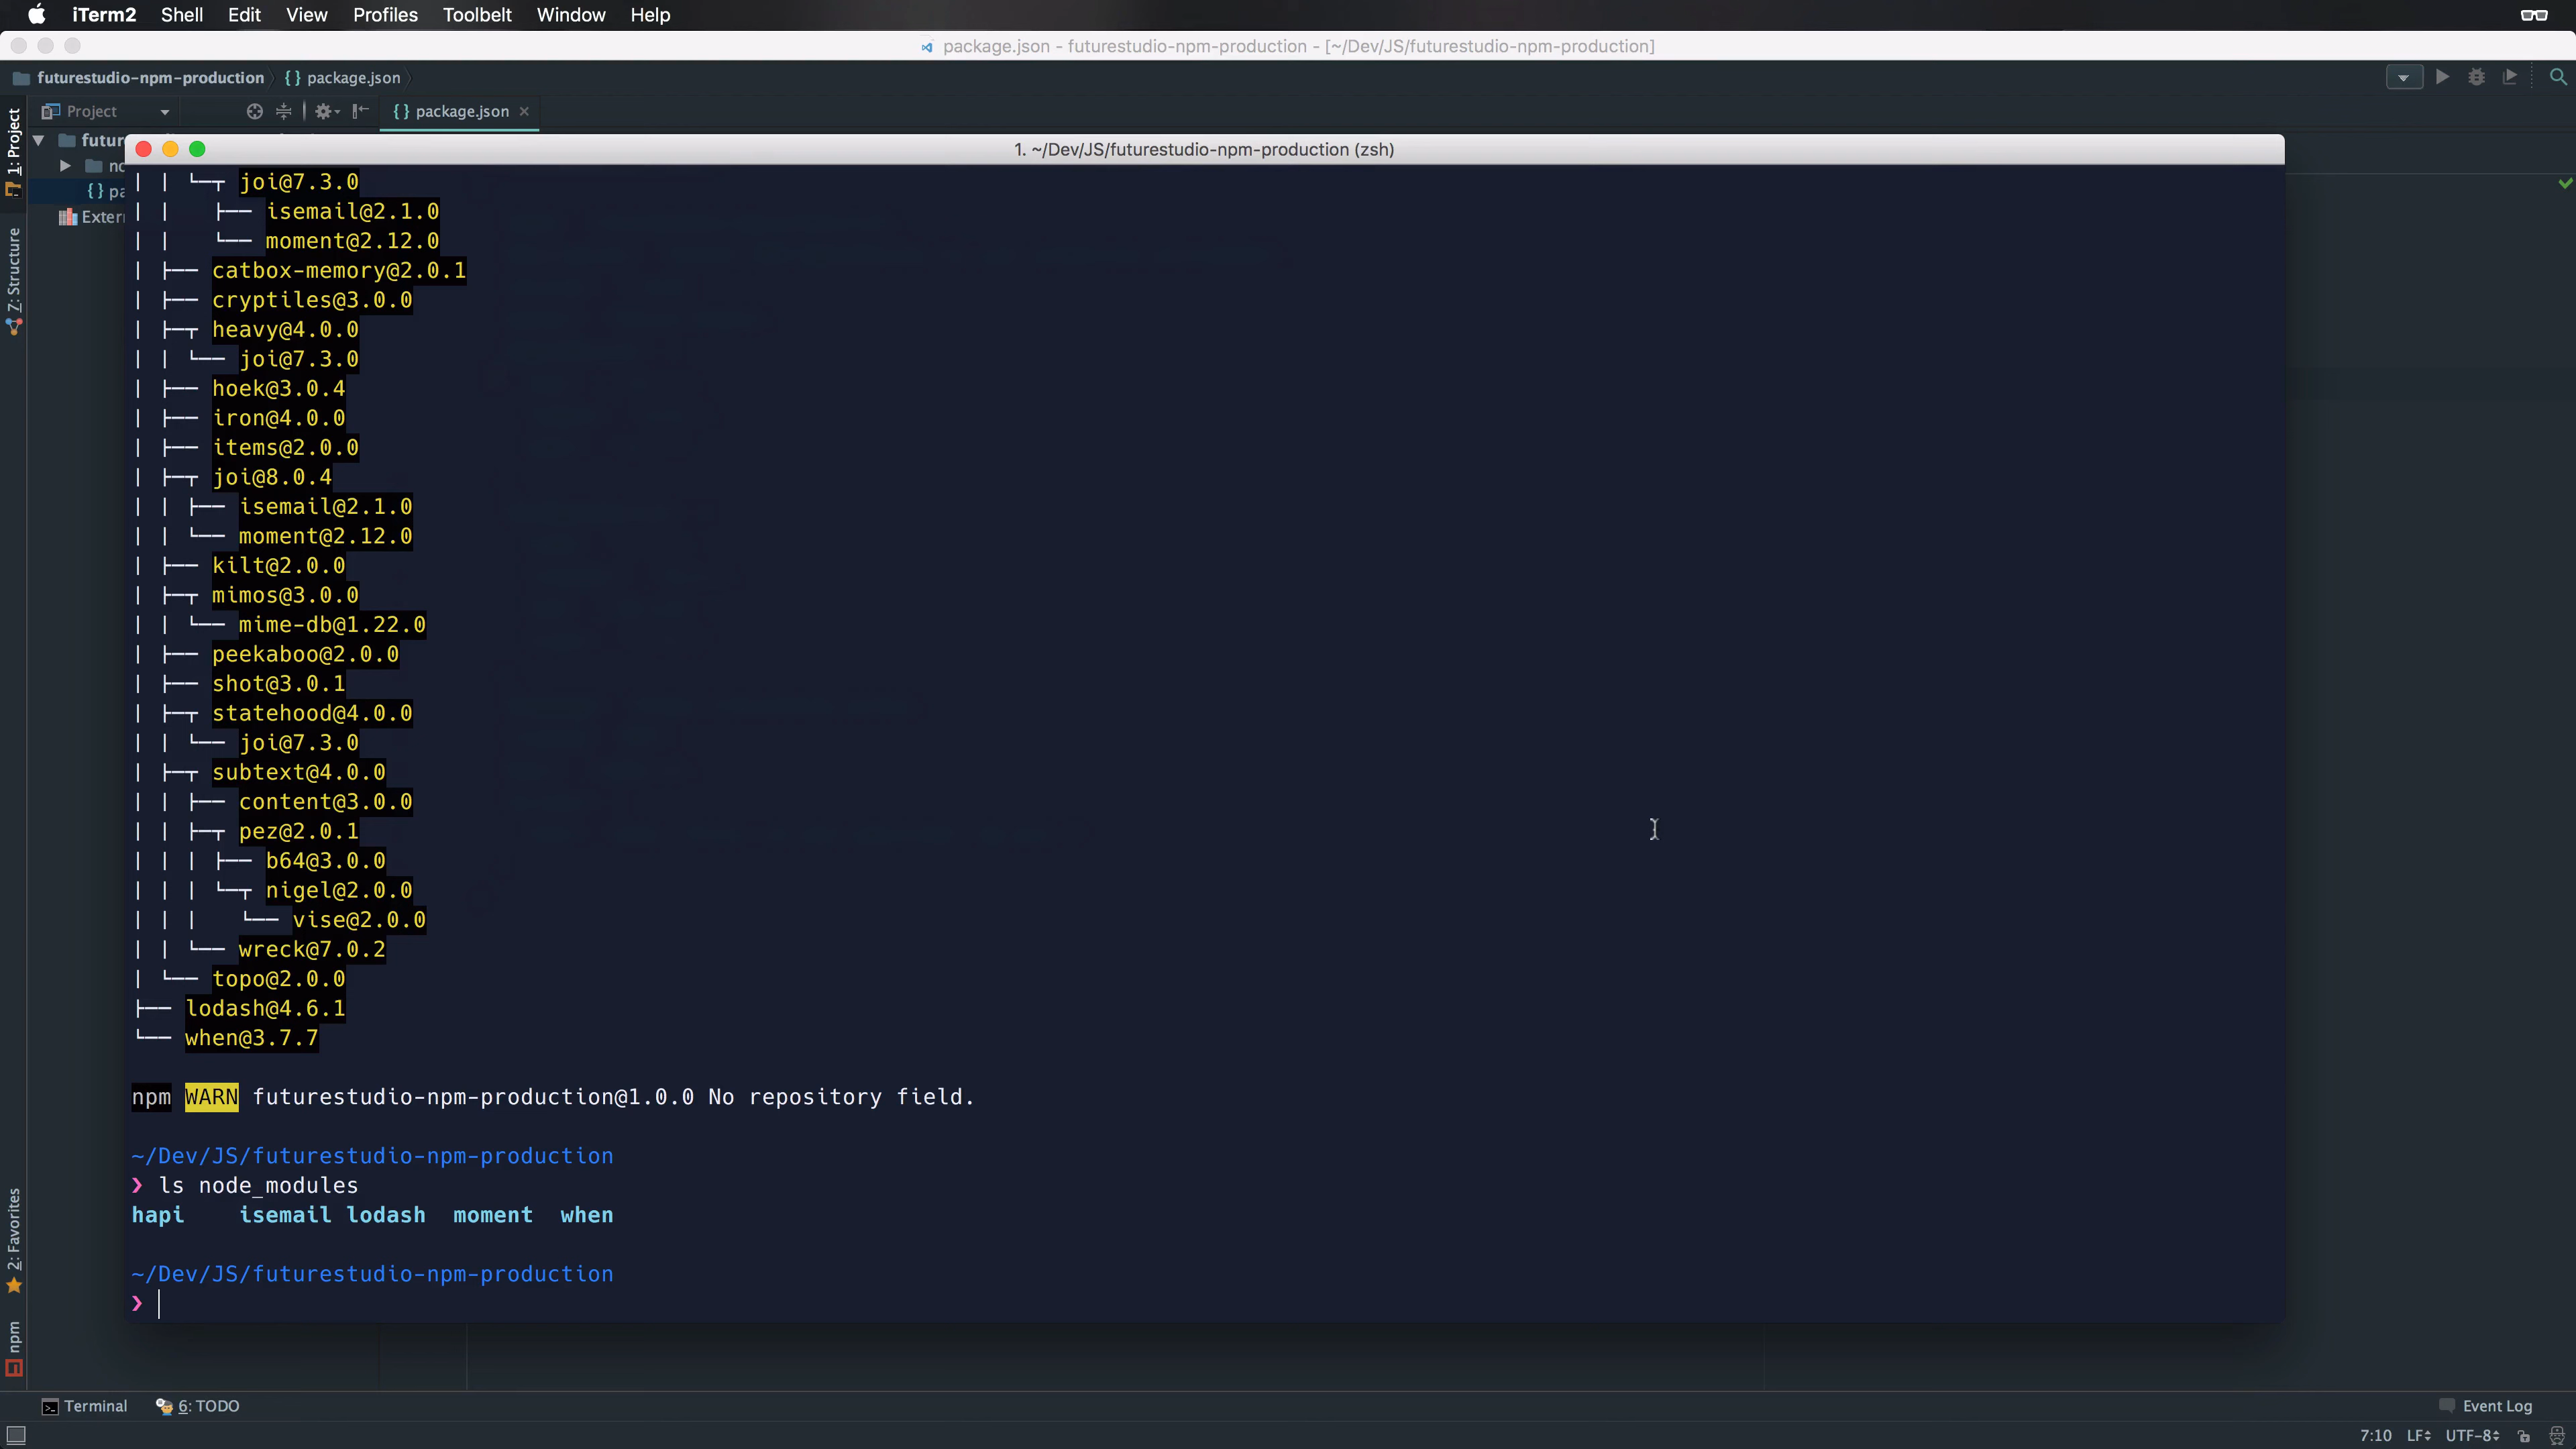 iTerm2 Shell Edit View Profiles Toolbelt Window Help
package.json - futurestudio-npm-production - [~/Dev/JS/futurestudio-npm-production]
futurestudio-npm-production {} package.json
Project {} package.json ×
1: Project
Z: Structure
2: Favorites
npm
futur
no
{} pa
Extern
1. ~/Dev/JS/futurestudio-npm-production (zsh)
│ │ └─┬ joi@7.3.0
│ │   ├── isemail@2.1.0
│ │   └── moment@2.12.0
│ ├── catbox-memory@2.0.1
│ ├── cryptiles@3.0.0
│ ├─┬ heavy@4.0.0
│ │ └── joi@7.3.0
│ ├── hoek@3.0.4
│ ├── iron@4.0.0
│ ├── items@2.0.0
│ ├─┬ joi@8.0.4
│ │ ├── isemail@2.1.0
│ │ └── moment@2.12.0
│ ├── kilt@2.0.0
│ ├─┬ mimos@3.0.0
│ │ └── mime-db@1.22.0
│ ├── peekaboo@2.0.0
│ ├── shot@3.0.1
│ ├─┬ statehood@4.0.0
│ │ └── joi@7.3.0
│ ├─┬ subtext@4.0.0
│ │ ├── content@3.0.0
│ │ ├─┬ pez@2.0.1
│ │ │ ├── b64@3.0.0
│ │ │ └─┬ nigel@2.0.0
│ │ │   └── vise@2.0.0
│ │ └── wreck@7.0.2
│ └── topo@2.0.0
├── lodash@4.6.1
└── when@3.7.7
npm WARN futurestudio-npm-production@1.0.0 No repository field.
~/Dev/JS/futurestudio-npm-production
❯ ls node_modules
hapi isemail lodash moment when
~/Dev/JS/futurestudio-npm-production
❯
Terminal 6: TODO Event Log
7:10 LF UTF-8